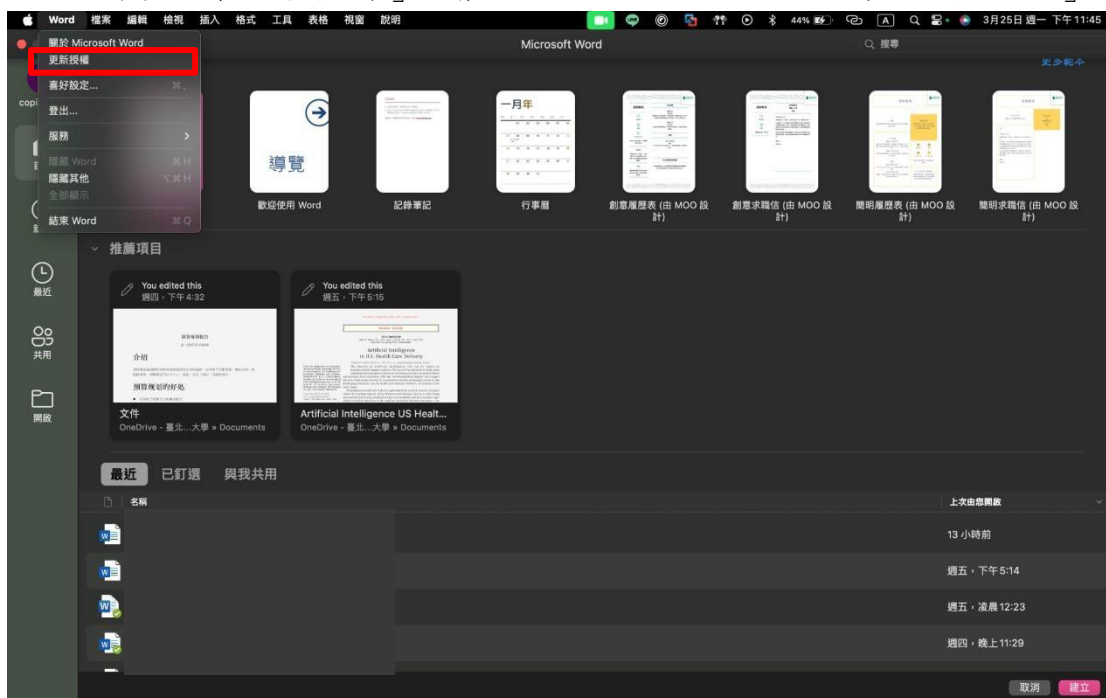 Word 檔案 編輯 檢視 插入 格式 工具 表格 視窗 說明 44% A 3月25日 週一 下午11:45
Microsoft Word
搜尋
關於 Microsoft Word
更新授權
喜好設定... ⌘ ,
登出...
服務
隱藏 Word ⌘ H
隱藏其他 ⌥ ⌘ H
全部顯示
結束 Word ⌘ Q
更多範本
導覽
一月年
歡迎使用 Word
記錄筆記
行事曆
創意履歷表 (由 MOO 設計)
創意求職信 (由 MOO 設計)
簡明履歷表 (由 MOO 設計)
簡明求職信 (由 MOO 設計)
最近
共用
開啟
推薦項目
You edited this
週四，下午 4:32
介紹
文件
OneDrive - 臺北...大學 » Documents
You edited this
週五，下午 5:15
Artificial Intelligence
in U.S. Health Care Delivery
Artificial Intelligence US Healt...
OneDrive - 臺北...大學 » Documents
最近 已釘選 與我共用
名稱 上次由您開啟
13 小時前
週五，下午 5:14
週五，凌晨 12:23
週四，晚上 11:29
取消 建立